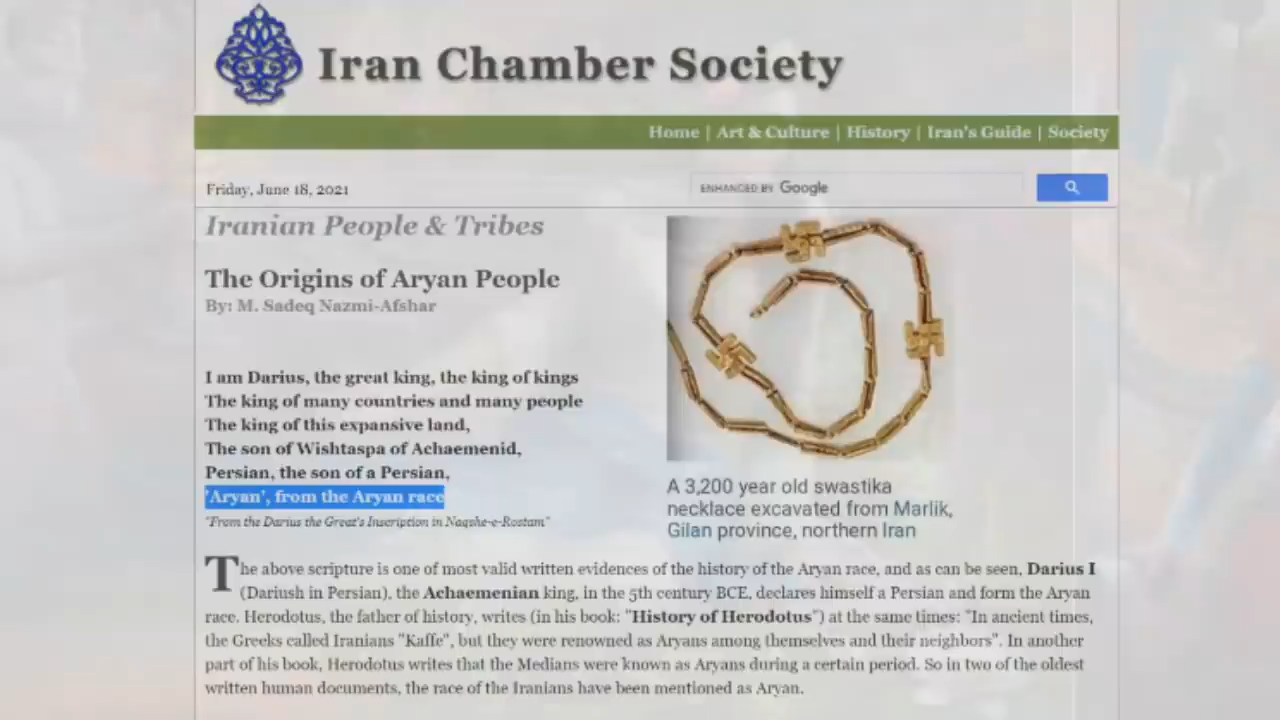 Iran Chamber Society
Home | Art & Culture | History | Iran's Guide | Society
Friday, June 18, 2021
ENHANCED BY Google
Iranian People & Tribes
The Origins of Aryan People
By: M. Sadeq Nazmi-Afshar
I am Darius, the great king, the king of kings
The king of many countries and many people
The king of this expansive land,
The son of Wishtaspa of Achaemenid,
Persian, the son of a Persian,
'Aryan', from the Aryan race
"From the Darius the Great's Inscription in Naqshe-e-Rostam"
A 3,200 year old swastika
necklace excavated from Marlik,
Gilan province, northern Iran
The above scripture is one of most valid written evidences of the history of the Aryan race, and as can be seen, Darius I
(Dariush in Persian), the Achaemenian king, in the 5th century BCE, declares himself a Persian and form the Aryan
race. Herodotus, the father of history, writes (in his book: "History of Herodotus") at the same times: "In ancient times,
the Greeks called Iranians "Kaffe", but they were renowned as Aryans among themselves and their neighbors". In another
part of his book, Herodotus writes that the Medians were known as Aryans during a certain period. So in two of the oldest
written human documents, the race of the Iranians have been mentioned as Aryan.